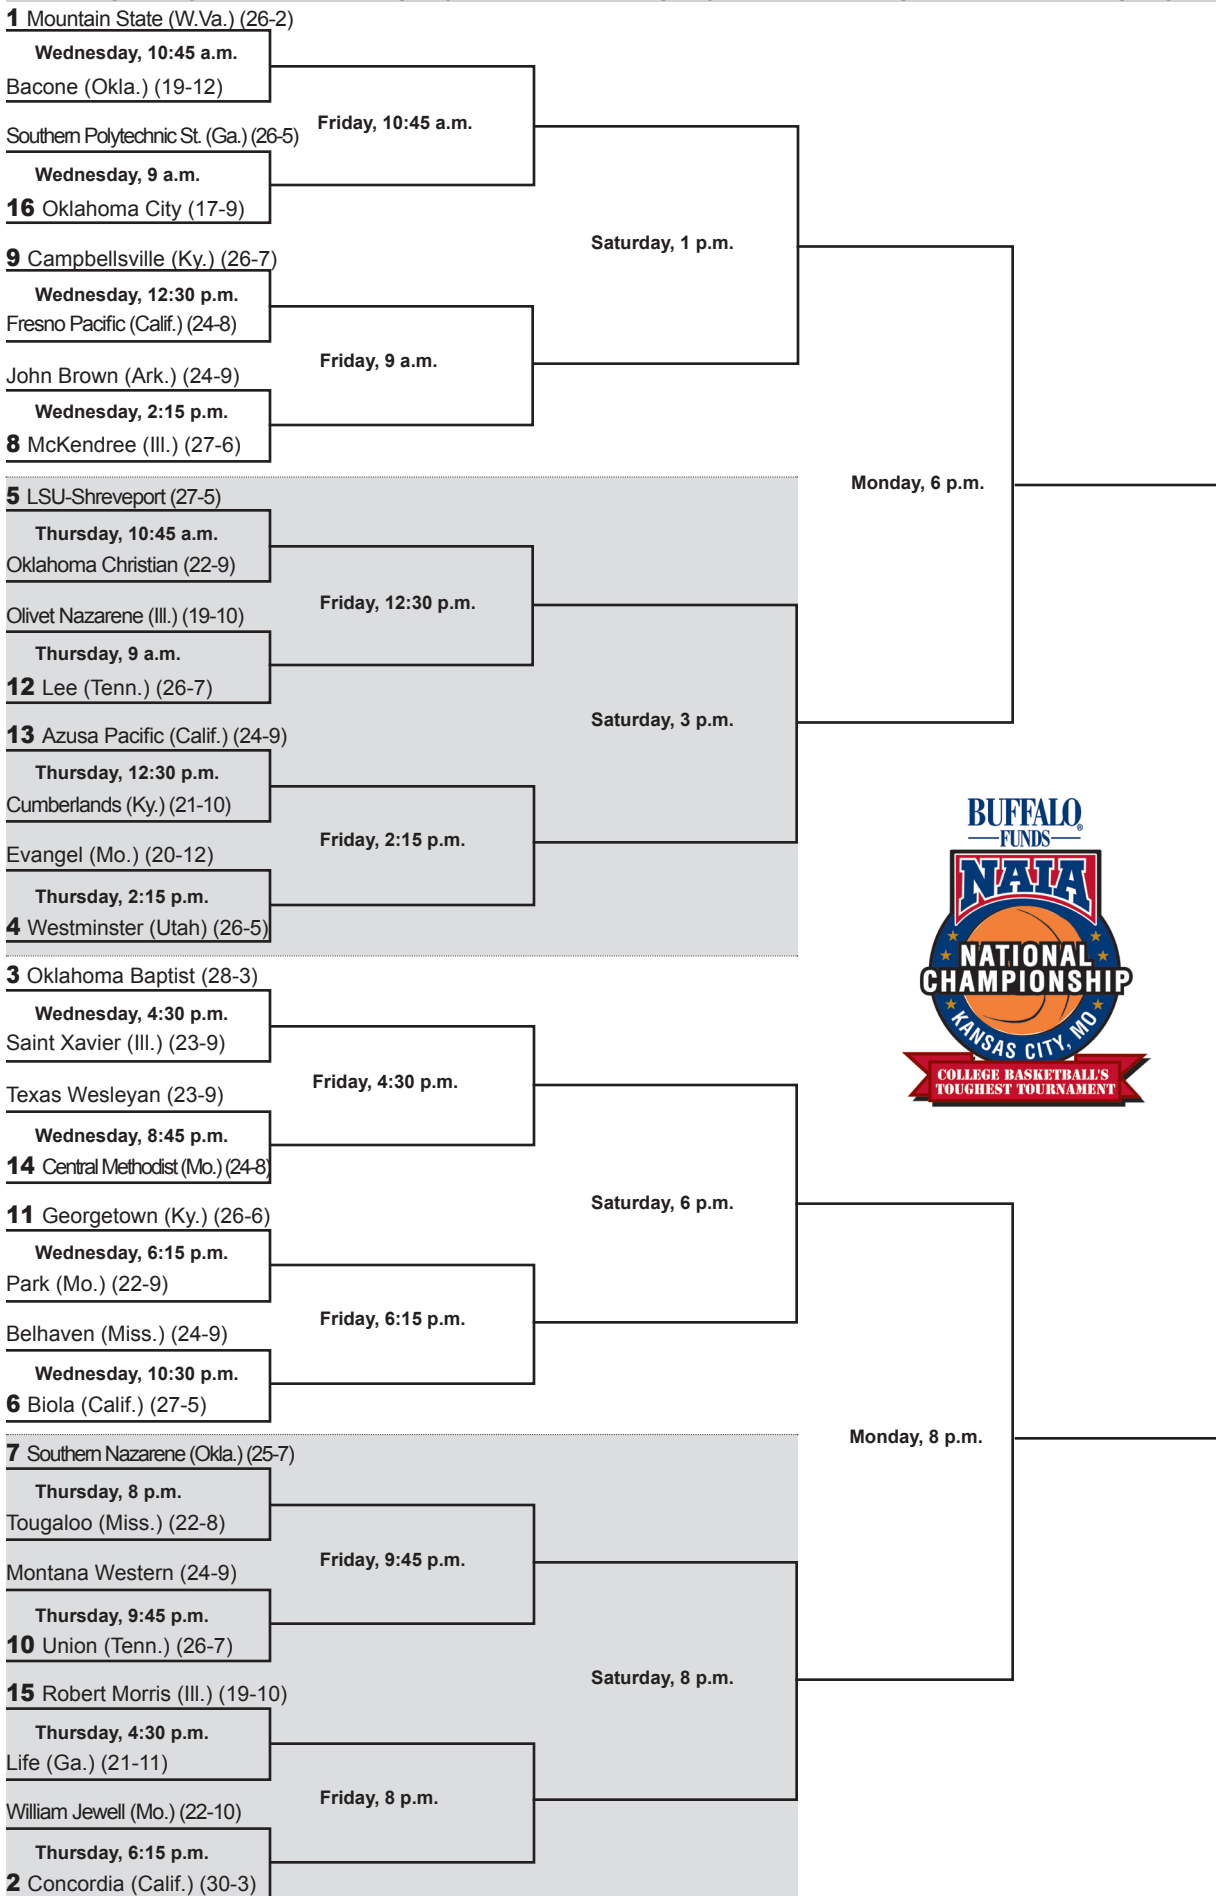 1 Mountain State (W.Va.) (26-2)
Wednesday, 10:45 a.m.
Bacone (Okla.) (19-12)
Friday, 10:45 a.m.
Southern Polytechnic St. (Ga.) (26-5)
Wednesday, 9 a.m.
16 Oklahoma City (17-9)
Saturday, 1 p.m.
9 Campbellsville (Ky.) (26-7)
Wednesday, 12:30 p.m.
Fresno Pacific (Calif.) (24-8)
Friday, 9 a.m.
John Brown (Ark.) (24-9)
Wednesday, 2:15 p.m.
8 McKendree (Ill.) (27-6)
Monday, 6 p.m.
5 LSU-Shreveport (27-5)
Thursday, 10:45 a.m.
Oklahoma Christian (22-9)
Friday, 12:30 p.m.
Olivet Nazarene (Ill.) (19-10)
Thursday, 9 a.m.
12 Lee (Tenn.) (26-7)
Saturday, 3 p.m.
13 Azusa Pacific (Calif.) (24-9)
Thursday, 12:30 p.m.
Cumberlands (Ky.) (21-10)
Friday, 2:15 p.m.
Evangel (Mo.) (20-12)
Thursday, 2:15 p.m.
4 Westminster (Utah) (26-5)
BUFFALO®
FUNDS
NAIA
NATIONAL
CHAMPIONSHIP
KANSAS CITY, MO
COLLEGE BASKETBALL'S
TOUGHEST TOURNAMENT
3 Oklahoma Baptist (28-3)
Wednesday, 4:30 p.m.
Saint Xavier (Ill.) (23-9)
Friday, 4:30 p.m.
Texas Wesleyan (23-9)
Wednesday, 8:45 p.m.
14 Central Methodist (Mo.) (24-8)
Saturday, 6 p.m.
11 Georgetown (Ky.) (26-6)
Wednesday, 6:15 p.m.
Park (Mo.) (22-9)
Friday, 6:15 p.m.
Belhaven (Miss.) (24-9)
Wednesday, 10:30 p.m.
6 Biola (Calif.) (27-5)
Monday, 8 p.m.
7 Southern Nazarene (Okla.) (25-7)
Thursday, 8 p.m.
Tougaloo (Miss.) (22-8)
Friday, 9:45 p.m.
Montana Western (24-9)
Thursday, 9:45 p.m.
10 Union (Tenn.) (26-7)
Saturday, 8 p.m.
15 Robert Morris (Ill.) (19-10)
Thursday, 4:30 p.m.
Life (Ga.) (21-11)
Friday, 8 p.m.
William Jewell (Mo.) (22-10)
Thursday, 6:15 p.m.
2 Concordia (Calif.) (30-3)